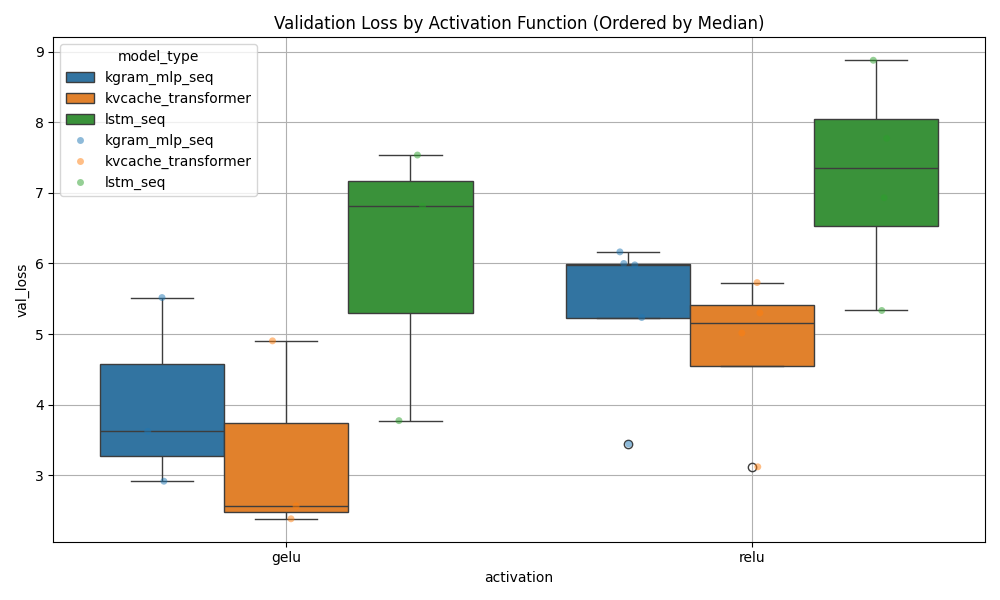 Validation Loss by Activation Function (Ordered by Median)
model_type
kgram_mlp_seq
kvcache_transformer
lstm_seq
kgram_mlp_seq
kvcache_transformer
lstm_seq
9
8
7
6
5
4
3
val_loss
gelu
relu
activation